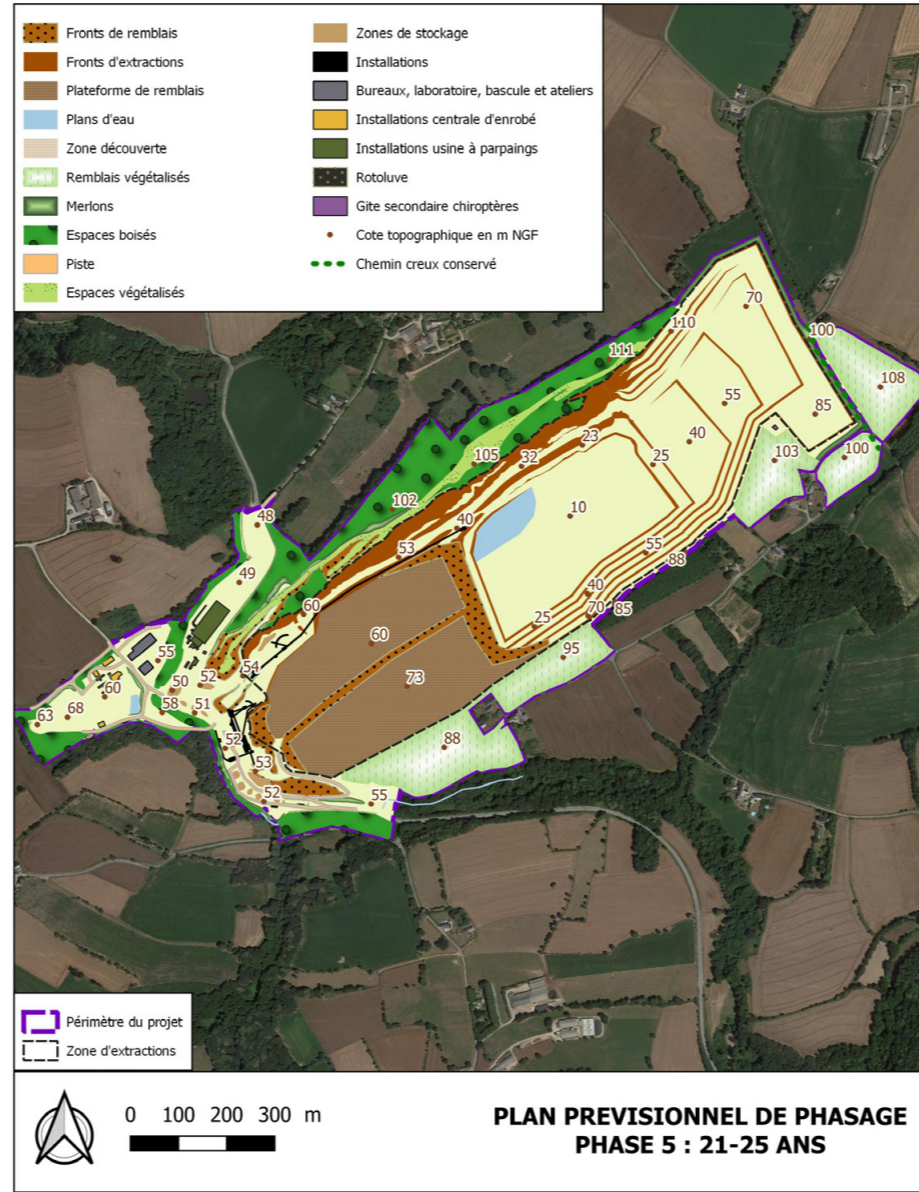 Fronts de remblais
Fronts d'extractions
Plateforme de remblais
Plans d'eau
Zone découverte
Remblais végétalisés
Merlons
Espaces boisés
Piste
Espaces végétalisés
Zones de stockage
Installations
Bureaux, laboratoire, bascule et ateliers
Installations centrale d'enrobé
Installations usine à parpaings
Rotoluve
Gite secondaire chiroptères
Cote topographique en m NGF
Chemin creux conservé
70
110
100
111
108
55
85
40
23
105
32
103
100
25
102
10
48
40
53
55
88
49
40
60
70
85
25
60
95
55
54
50
52
73
60
51
58
68
63
52
88
53
52
55
Périmètre du projet
Zone d'extractions
0 100 200 300 m
PLAN PREVISIONNEL DE PHASAGE
PHASE 5 : 21-25 ANS